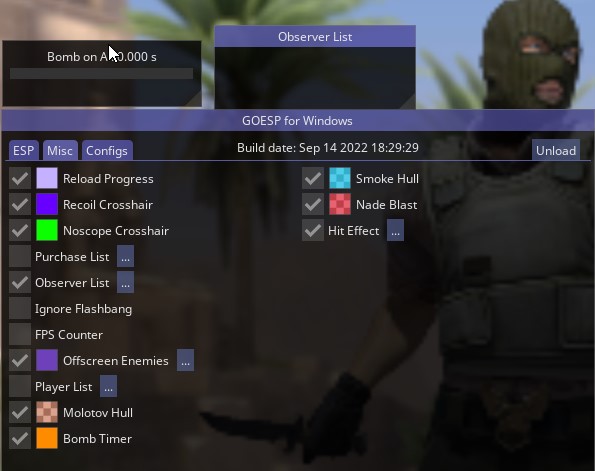 Bomb on A 0.000 s
Observer List
GOESP for Windows
ESP Misc Configs
Build date: Sep 14 2022 18:29:29
Unload
Reload Progress
Recoil Crosshair
Noscope Crosshair
Purchase List ...
Observer List ...
Ignore Flashbang
FPS Counter
Offscreen Enemies ...
Player List ...
Molotov Hull
Bomb Timer
Smoke Hull
Nade Blast
Hit Effect ...